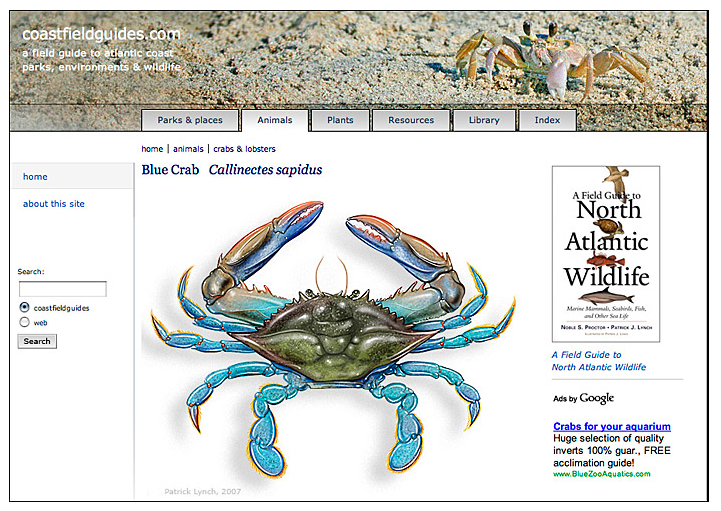 coastfieldguides.com
a field guide to atlantic coast
parks, environments & wildlife
Parks & places
Animals
Plants
Resources
Library
Index
home | animals | crabs & lobsters
home
about this site
Search:
coastfieldguides
web
Search
Blue Crab Callinectes sapidus
Patrick Lynch, 2007
A Field Guide to
North
Atlantic
Wildlife
Marine Mammals, Seabirds, Fish,
and Other Sea Life
Noble S. Proctor • Patrick J. Lynch
A Field Guide to
North Atlantic Wildlife
Ads by Google
Crabs for your aquarium
Huge selection of quality
inverts 100% guar., FREE
acclimation guide!
www.BlueZooAquatics.com